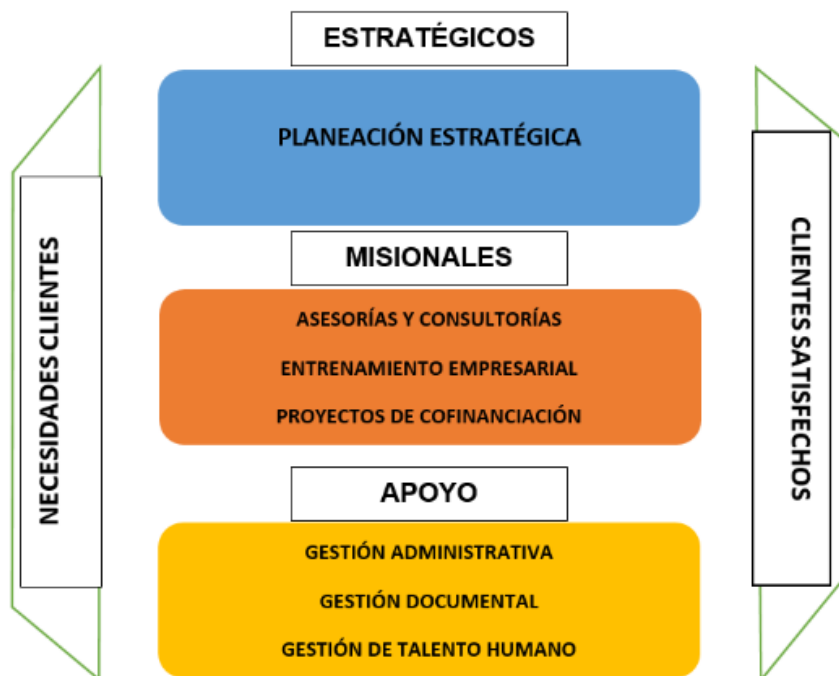 ESTRATÉGICOS
PLANEACIÓN ESTRATÉGICA
NECESIDADES CLIENTES
MISIONALES
ASESORÍAS Y CONSULTORÍAS
ENTRENAMIENTO EMPRESARIAL
PROYECTOS DE COFINANCIACIÓN
CLIENTES SATISFECHOS
APOYO
GESTIÓN ADMINISTRATIVA
GESTIÓN DOCUMENTAL
GESTIÓN DE TALENTO HUMANO